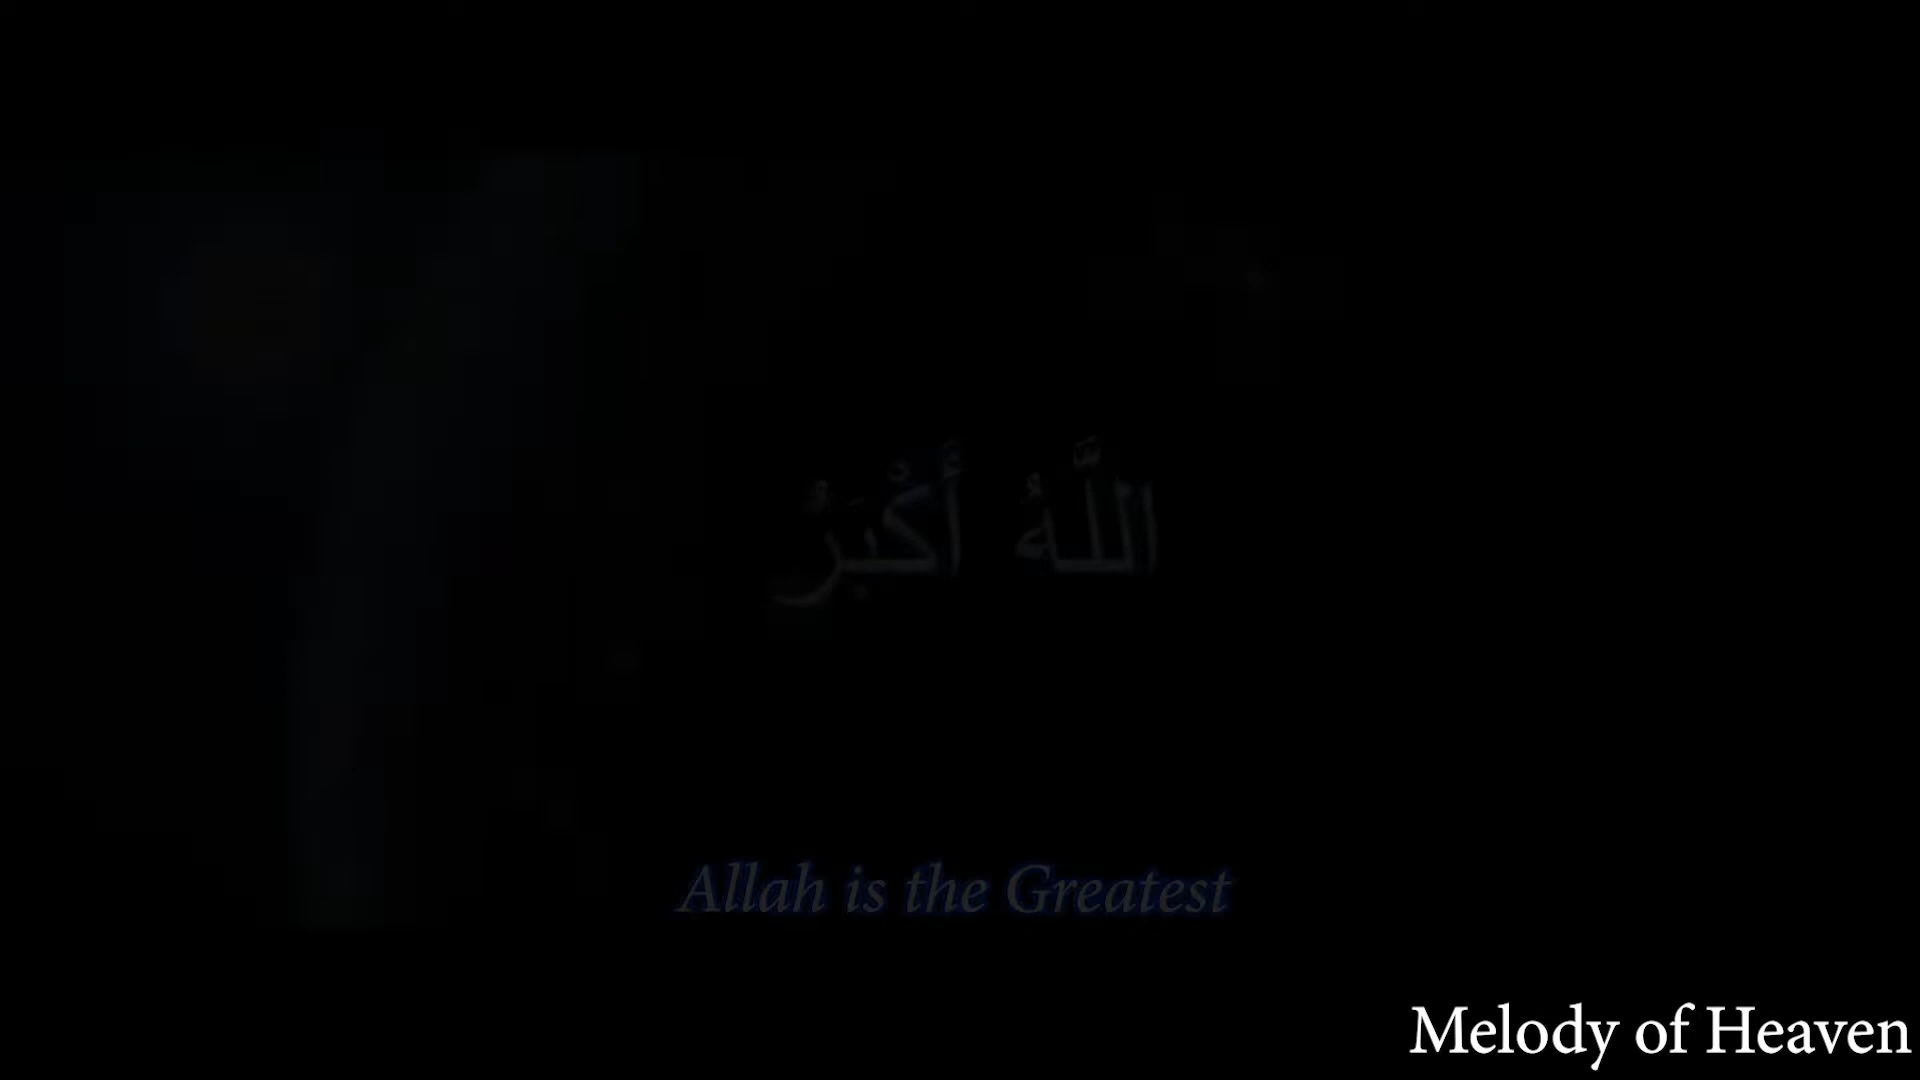 اللَّهُ أَكْبَرُ
Allah is the Greatest
Melody of Heaven